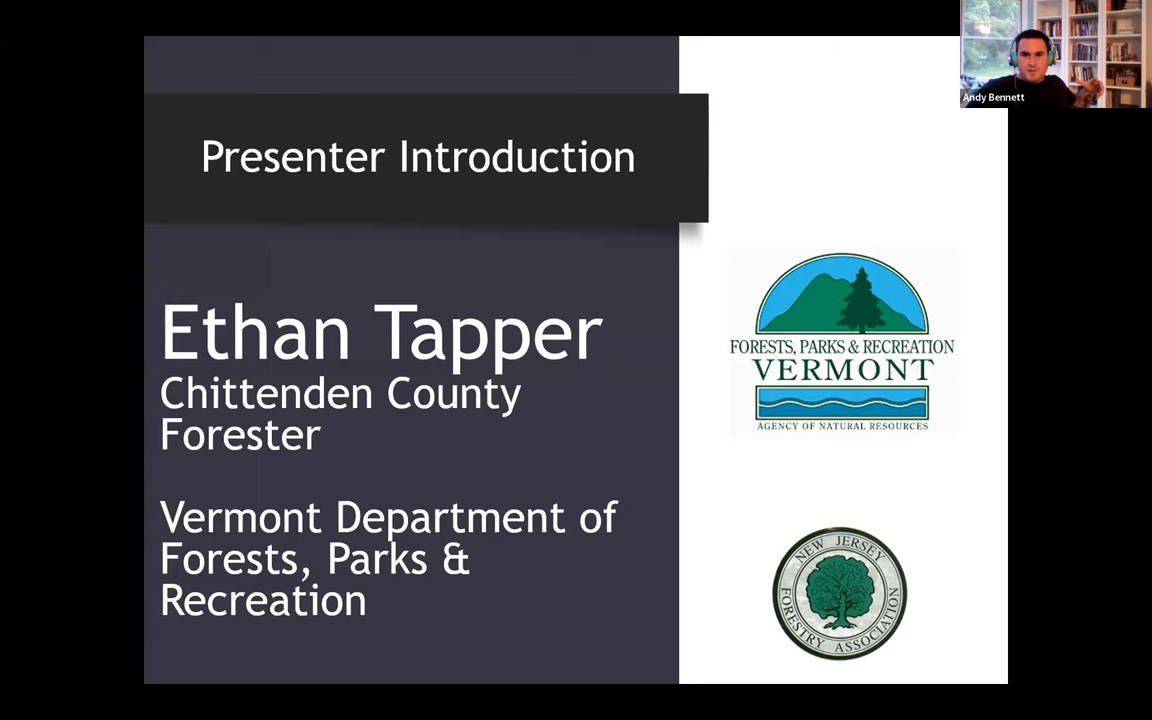 Andy Bennett
Presenter Introduction
Ethan Tapper
Chittenden County
Forester
Vermont Department of
Forests, Parks &
Recreation
FORESTS, PARKS & RECREATION
VERMONT
AGENCY OF NATURAL RESOURCES
NEW JERSEY
FORESTRY ASSOCIATION